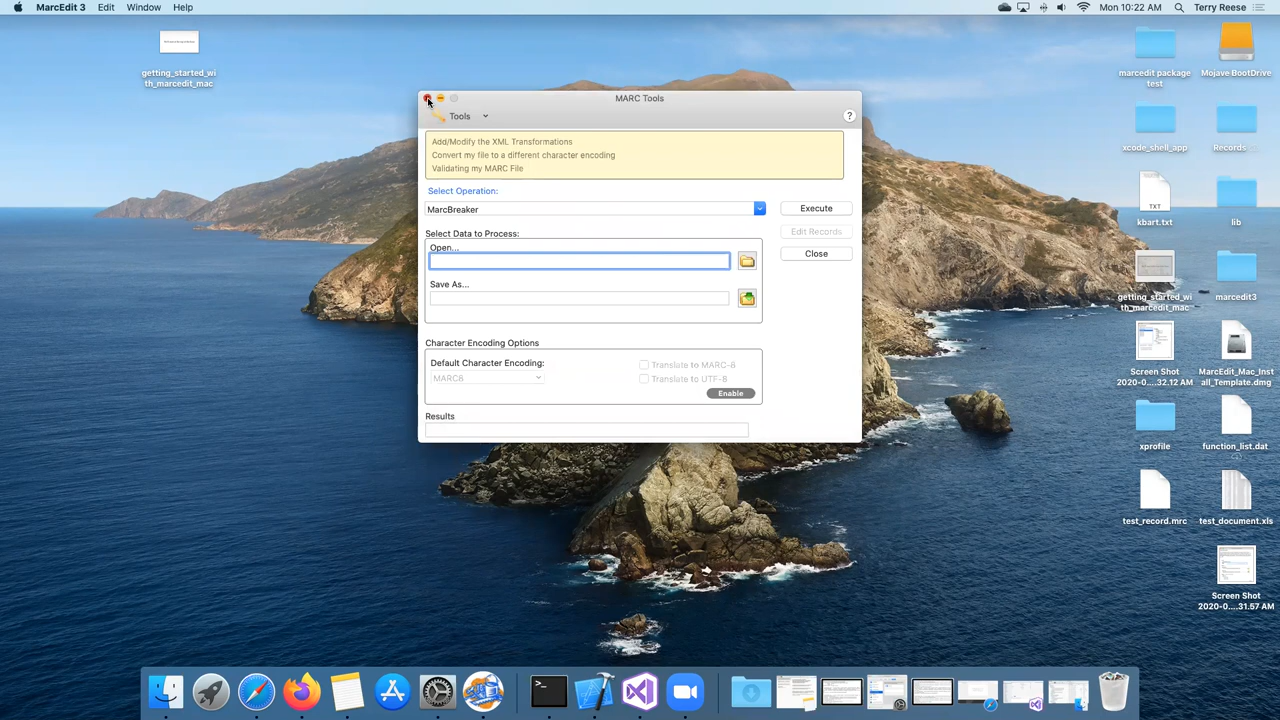 MarcEdit 3 Edit Window Help Mon 10:22 AM Terry Reese
getting_started_wi
th_marcedit_mac
marcedit package
test
Mojave BootDrive
MARC Tools
Tools
?
Add/Modify the XML Transformations
Convert my file to a different character encoding
Validating my MARC File
Select Operation:
MarcBreaker
Execute
Select Data to Process:
Edit Records
Open...
Close
Save As...
Character Encoding Options
Default Character Encoding:
MARC8
Translate to MARC-8
Translate to UTF-8
Enable
Results
xcode_shell_app
Records
TXT
kbart.txt
lib
getting_started_wi
th_marcedit_mac
marcedit3
Screen Shot
2020-0....32.12 AM
MarcEdit_Mac_Inst
all_Template.dmg
xprofile
function_list.dat
test_record.mrc
test_document.xls
Screen Shot
2020-0....31.57 AM